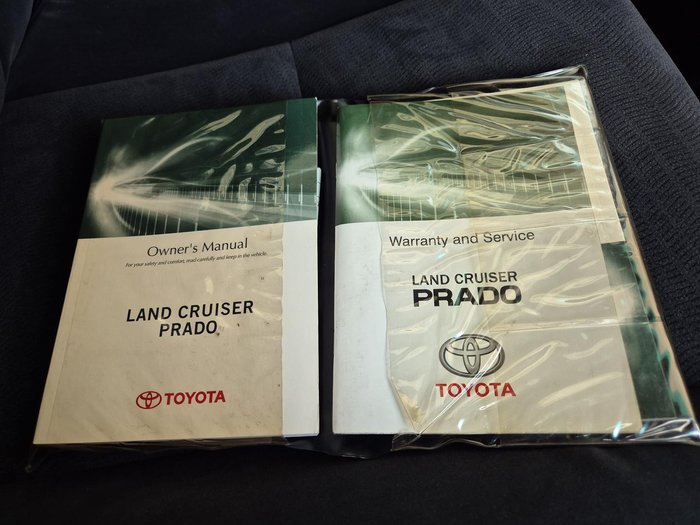 Owner's Manual
For your safety and comfort, read carefully and keep in the vehicle.
LAND CRUISER
PRADO
TOYOTA
Warranty and Service
LAND CRUISER
PRADO
TOYOTA